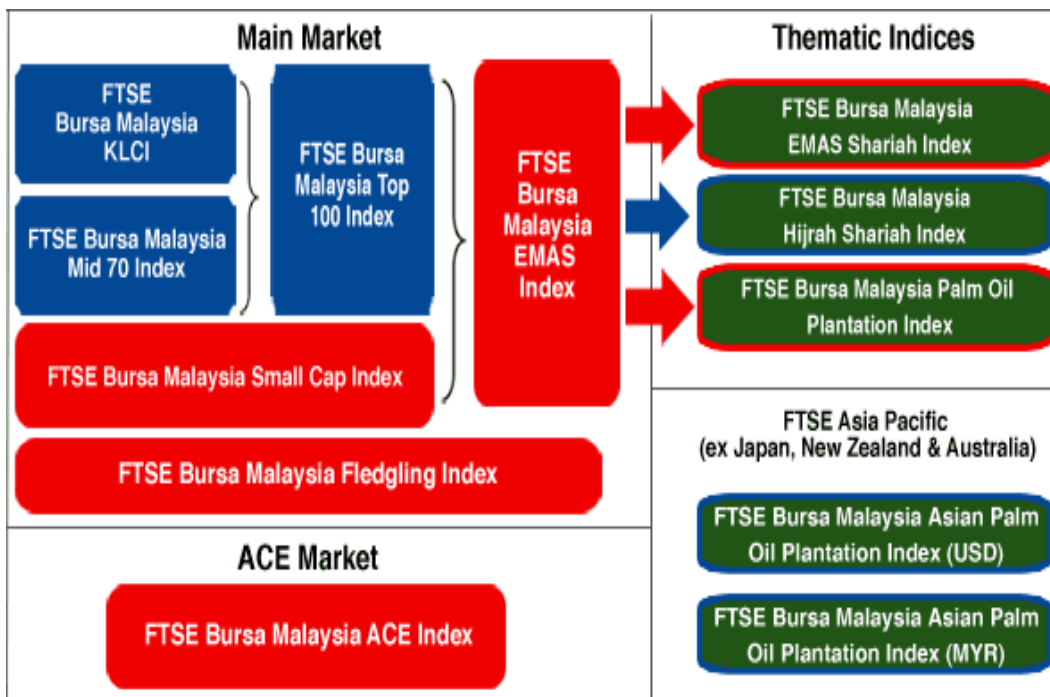 Main Market
FTSE
Bursa Malaysia
KLCI
FTSE Bursa Malaysia
Mid 70 Index
FTSE Bursa
Malaysia Top
100 Index
FTSE
Bursa
Malaysia
EMAS
Index
FTSE Bursa Malaysia Small Cap Index
FTSE Bursa Malaysia Fledgling Index
ACE Market
FTSE Bursa Malaysia ACE Index
Thematic Indices
FTSE Bursa Malaysia
EMAS Shariah Index
FTSE Bursa Malaysia
Hijrah Shariah Index
FTSE Bursa Malaysia Palm Oil
Plantation Index
FTSE Asia Pacific
(ex Japan, New Zealand & Australia)
FTSE Bursa Malaysia Asian Palm
Oil Plantation Index (USD)
FTSE Bursa Malaysia Asian Palm
Oil Plantation Index (MYR)